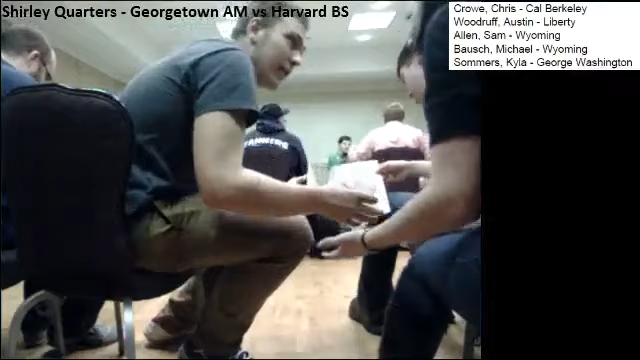 Shirley Quarters - Georgetown AM vs Harvard BS
Crowe, Chris - Cal Berkeley
Woodruff, Austin - Liberty
Allen, Sam - Wyoming
Bausch, Michael - Wyoming
Sommers, Kyla - George Washington